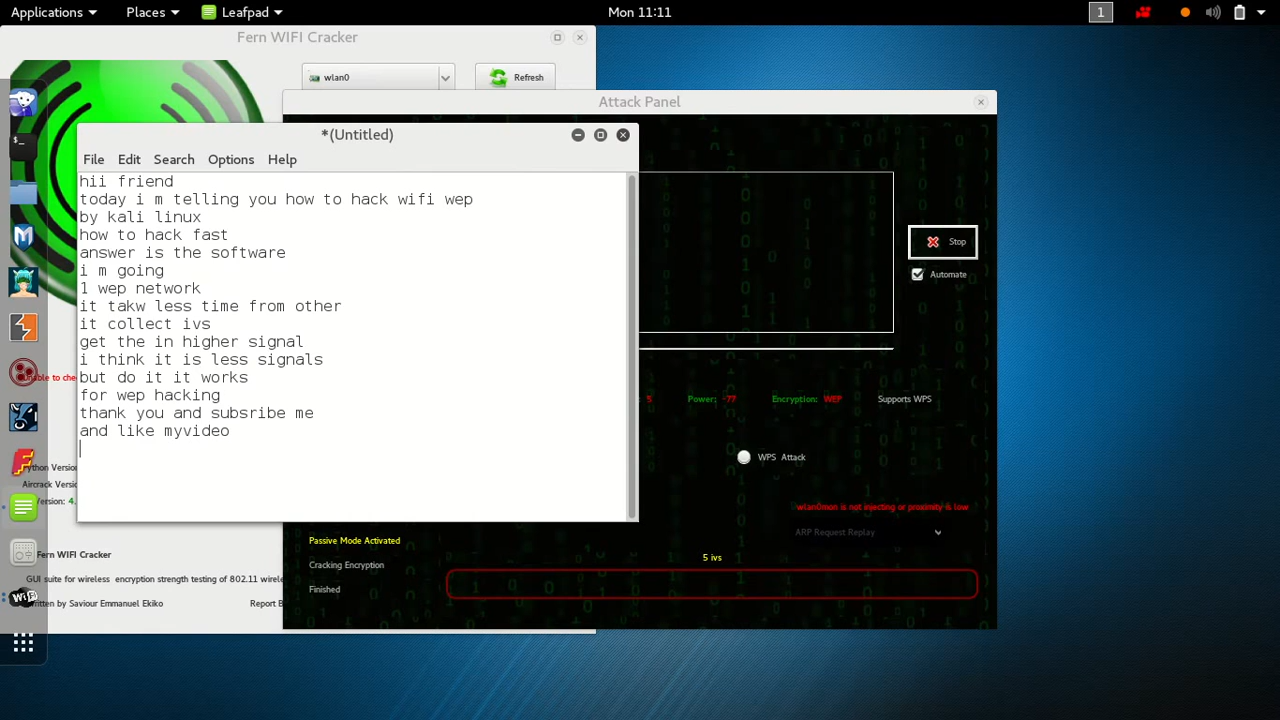 Applications
Places
Leafpad
Mon 11:11
1
Fern WIFI Cracker
wlan0
Refresh
Attack Panel
*(Untitled)
File Edit Search Options Help
hii friend
today i m telling you how to hack wifi wep
by kali linux
how to hack fast
answer is the software
i m going
1 wep network
it takw less time from other
it collect ivs
get the in higher signal
i think it is less signals
but do it it works
for wep hacking
thank you and subsribe me
and like myvideo
Stop
Automate
5 Power: -77 Encryption: WEP Supports WPS
WPS Attack
wlan0mon is not injecting or proximity is low
ARP Request Replay
5 ivs
Passive Mode Activated
Cracking Encryption
Finished
Fern WIFI Cracker
GUI suite for wireless encryption strength testing of 802.11
Saviour Emmanuel Ekiko
Report
WiFi